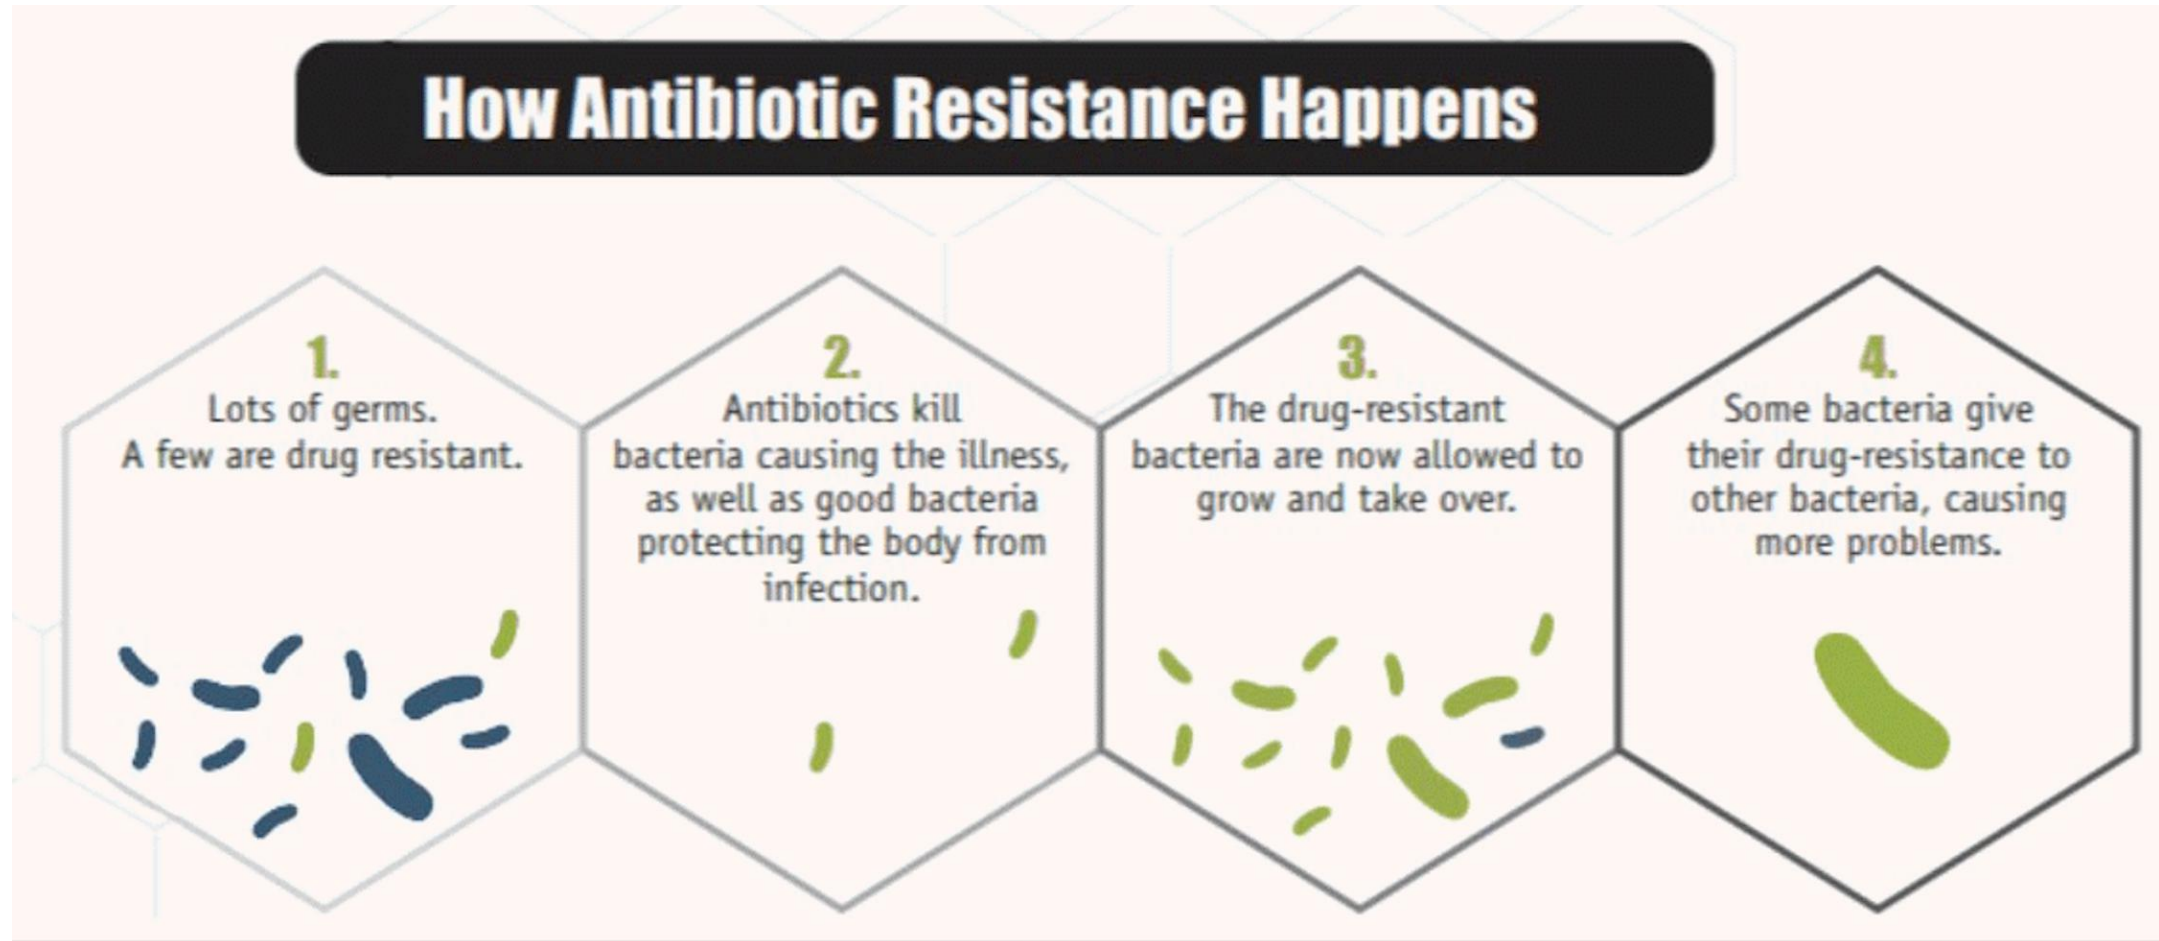 How Antibiotic Resistance Happens
1.
Lots of germs.
A few are drug resistant.
2.
Antibiotics kill
bacteria causing the illness,
as well as good bacteria
protecting the body from
infection.
3.
The drug-resistant
bacteria are now allowed to
grow and take over.
4.
Some bacteria give
their drug-resistance to
other bacteria, causing
more problems.